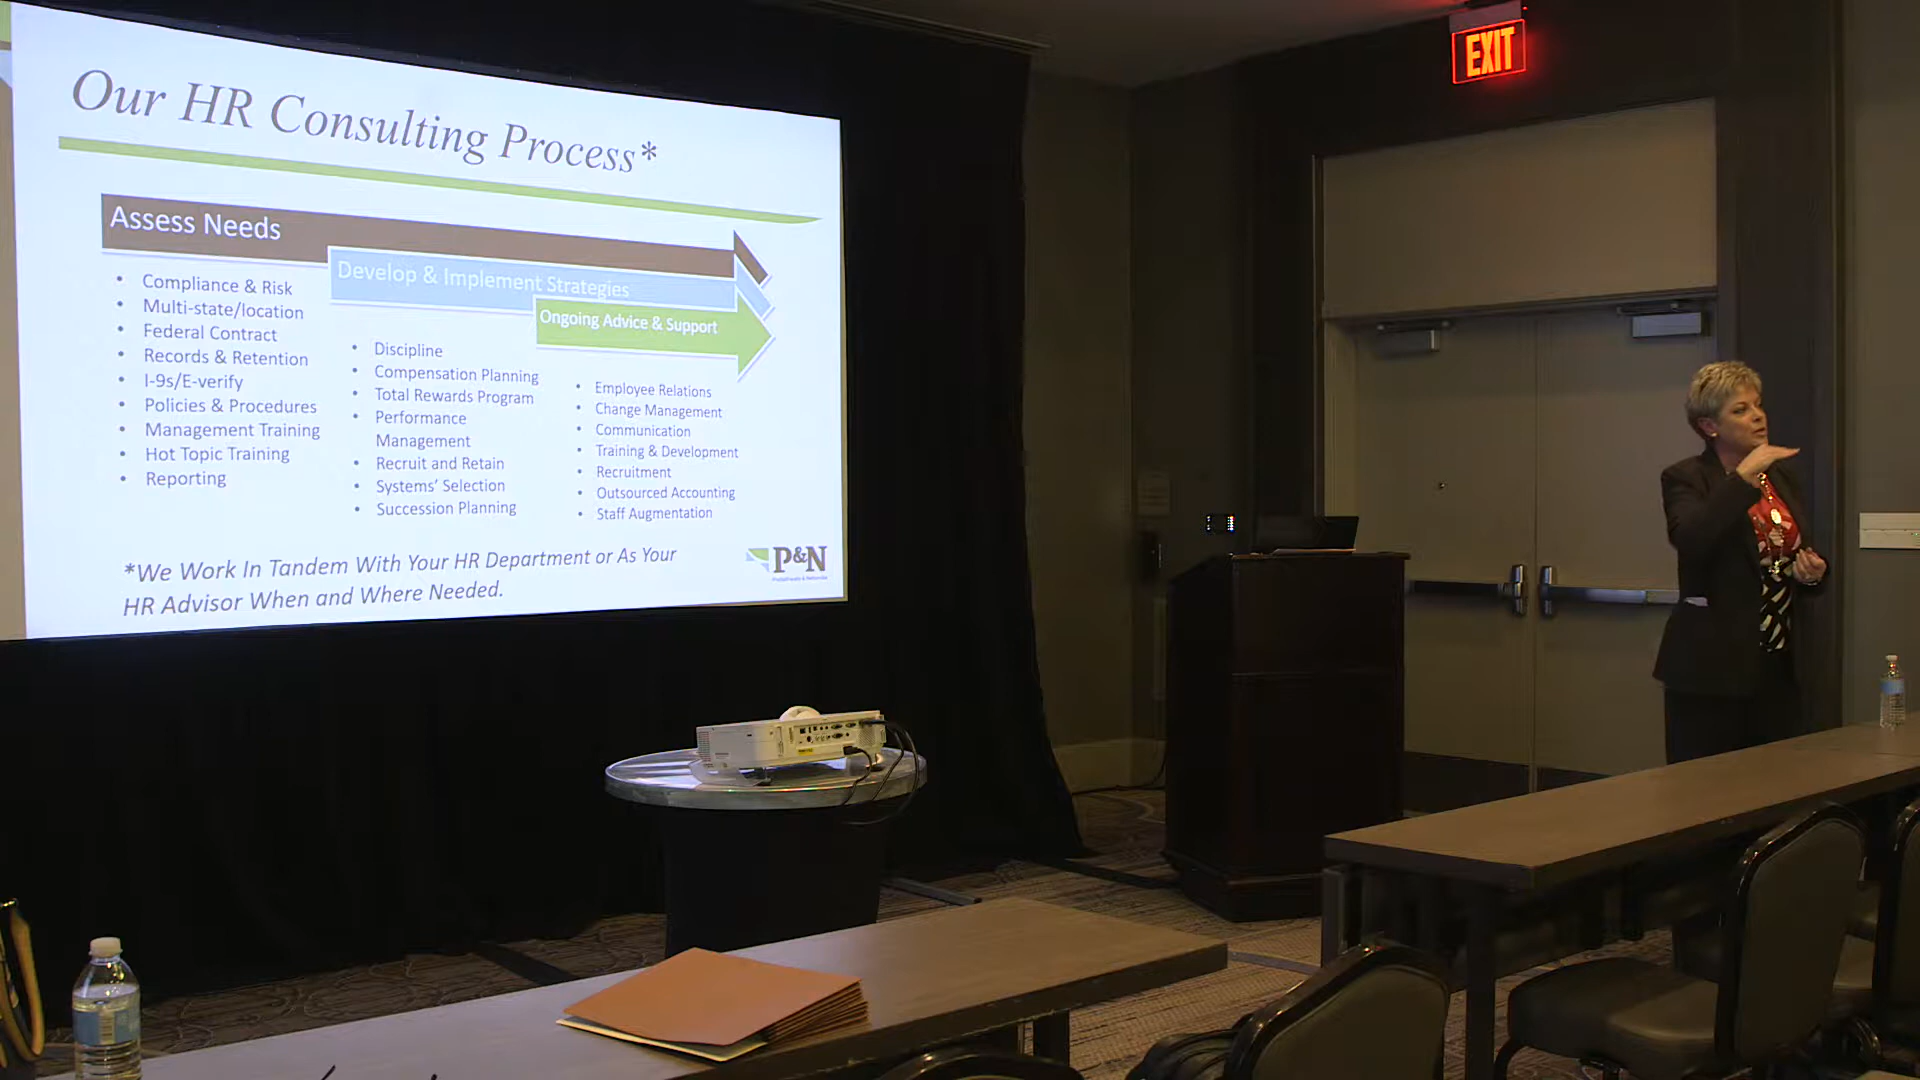 Our HR Consulting Process*
Assess Needs
Develop & Implement Strategies
Ongoing Advice & Support
• Compliance & Risk
• Multi-state/location
• Federal Contract
• Records & Retention
• I-9s/E-verify
• Policies & Procedures
• Management Training
• Hot Topic Training
• Reporting
• Discipline
• Compensation Planning
• Total Rewards Program
• Performance
Management
• Recruit and Retain
• Systems' Selection
• Succession Planning
• Employee Relations
• Change Management
• Communication
• Training & Development
• Recruitment
• Outsourced Accounting
• Staff Augmentation
*We Work In Tandem With Your HR Department or As Your
HR Advisor When and Where Needed.
P&N
EXIT